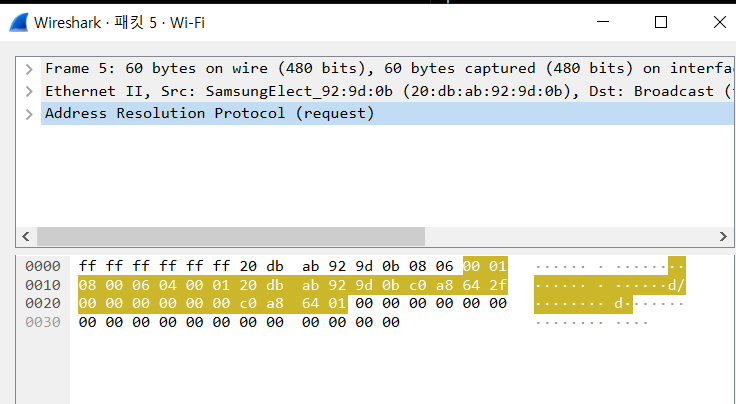 Wireshark · 패킷 5 · Wi-Fi
Frame 5: 60 bytes on wire (480 bits), 60 bytes captured (480 bits) on interfa
Ethernet II, Src: SamsungElect_92:9d:0b (20:db:ab:92:9d:0b), Dst: Broadcast (
Address Resolution Protocol (request)
0000 ff ff ff ff ff ff 20 db ab 92 9d 0b 08 06 00 01 ······ · ········
0010 08 00 06 04 00 01 20 db ab 92 9d 0b c0 a8 64 2f ······ · ······d/
0020 00 00 00 00 00 00 c0 a8 64 01 00 00 00 00 00 00 ········ d·······
0030 00 00 00 00 00 00 00 00 00 00 00 00 ········ ····